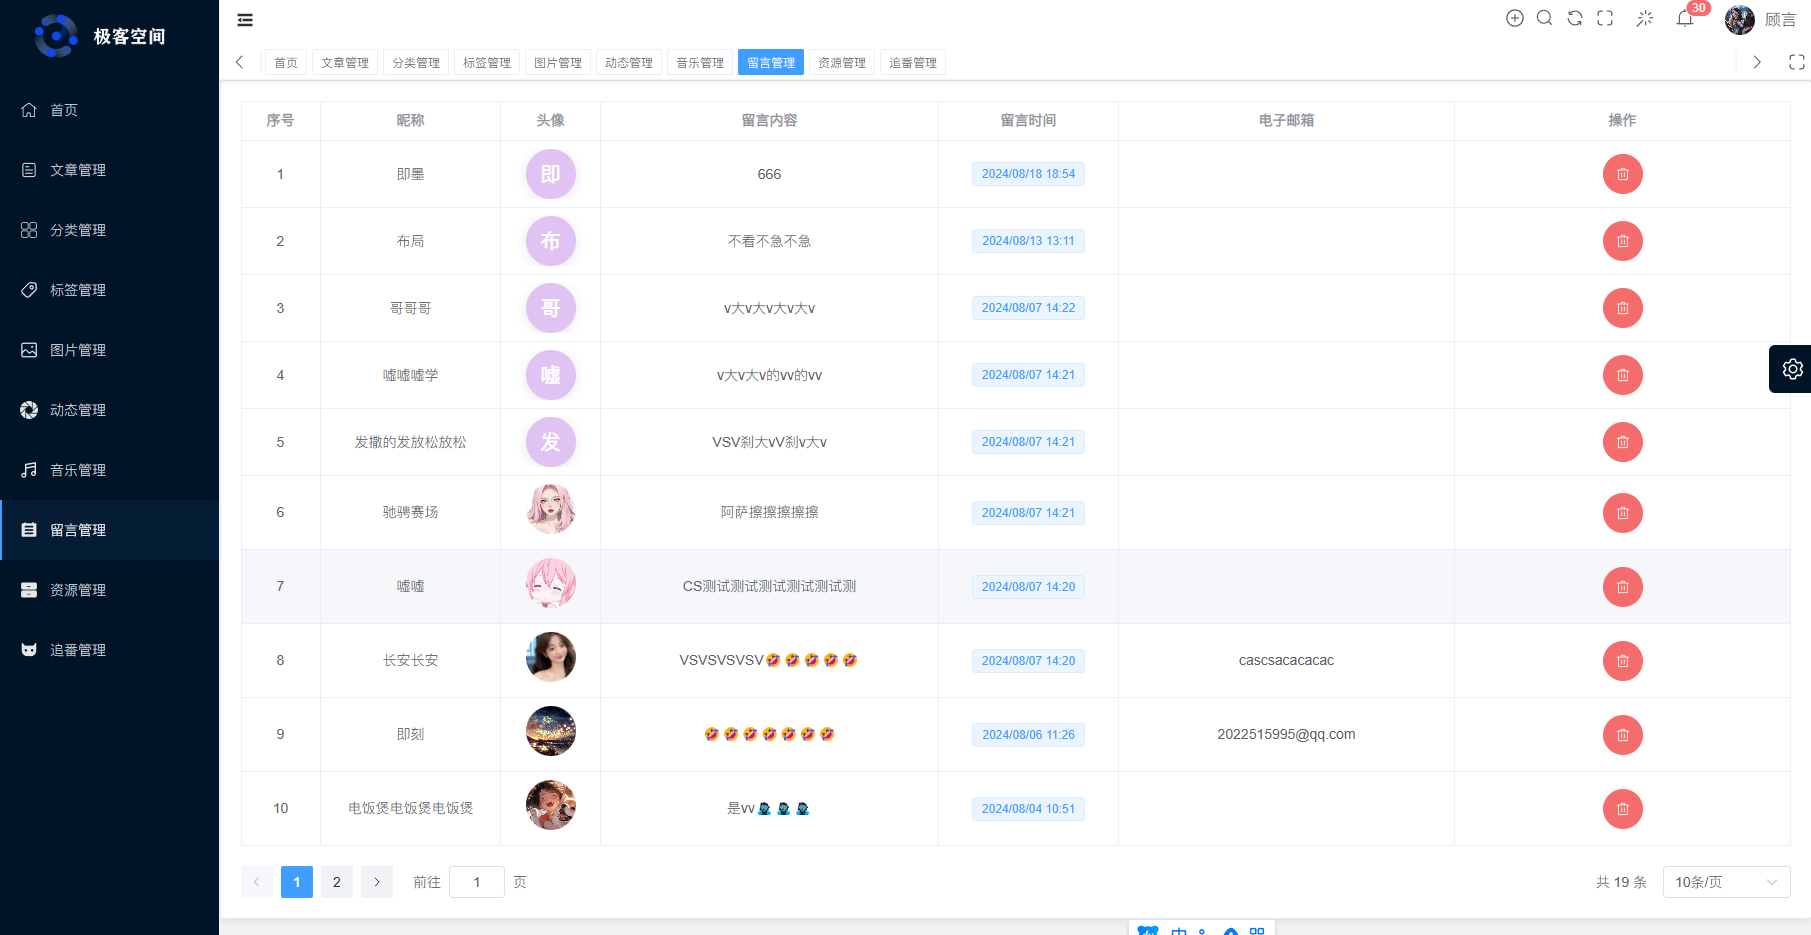 极客空间
30
顾言
首页 文章管理 分类管理 标签管理 图片管理 动态管理 音乐管理 留言管理 资源管理 追番管理
首页
文章管理
分类管理
标签管理
图片管理
动态管理
音乐管理
留言管理
资源管理
追番管理
序号 昵称 头像 留言内容 留言时间 电子邮箱 操作
1 即墨 即 666 2024/08/18 18:54
2 布局 布 不看不急不急 2024/08/13 13:11
3 哥哥哥 哥 v大v大v大v大v 2024/08/07 14:22
4 嘘嘘嘘学 嘘 v大v大v的vv的vv 2024/08/07 14:21
5 发撒的发放松放松 发 VSV刹大vV刹v大v 2024/08/07 14:21
6 驰骋赛场 阿萨擦擦擦擦擦 2024/08/07 14:21
7 嘘嘘 CS测试测试测试测试测试测 2024/08/07 14:20
8 长安长安 VSVSVSVSV🤣🤣🤣🤣🤣 2024/08/07 14:20 cascsacacacac
9 即刻 🤣🤣🤣🤣🤣🤣🤣 2024/08/06 11:26 2022515995@qq.com
10 电饭煲电饭煲电饭煲 是vv 2024/08/04 10:51
1 2 前往 1 页 共 19 条 10条/页